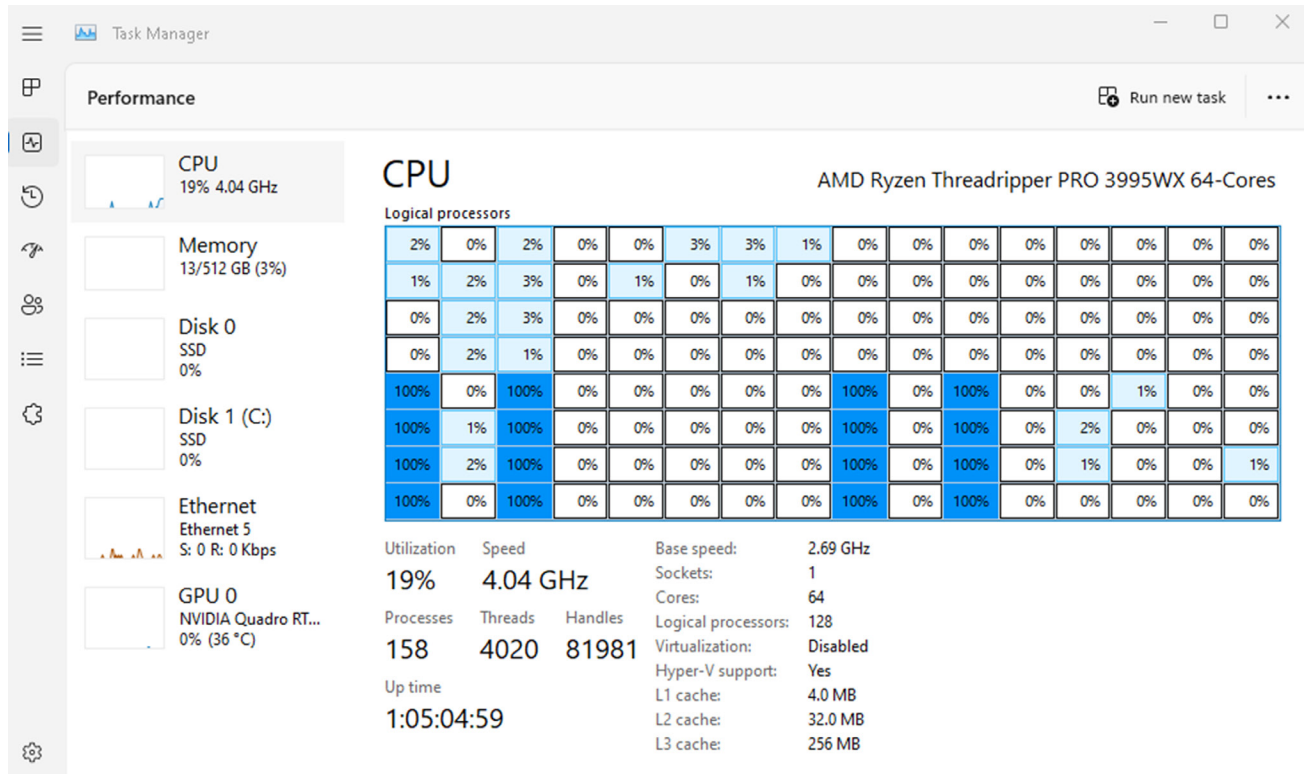 Task Manager
Performance
Run new task
CPU
19% 4.04 GHz
Memory
13/512 GB (3%)
Disk 0
SSD
0%
Disk 1 (C:)
SSD
0%
Ethernet
Ethernet 5
S: 0 R: 0 Kbps
GPU 0
NVIDIA Quadro RT...
0% (36 °C)
CPU
AMD Ryzen Threadripper PRO 3995WX 64-Cores
Logical processors
2% 0% 2% 0% 0% 3% 3% 1% 0% 0% 0% 0% 0% 0% 0% 0%
1% 2% 3% 0% 1% 0% 1% 0% 0% 0% 0% 0% 0% 0% 0% 0%
0% 2% 3% 0% 0% 0% 0% 0% 0% 0% 0% 0% 0% 0% 0% 0%
0% 2% 1% 0% 0% 0% 0% 0% 0% 0% 0% 0% 0% 0% 0% 0%
100% 0% 100% 0% 0% 0% 0% 0% 100% 0% 100% 0% 0% 1% 0% 0%
100% 1% 100% 0% 0% 0% 0% 0% 100% 0% 100% 0% 2% 0% 0% 0%
100% 2% 100% 0% 0% 0% 0% 0% 100% 0% 100% 0% 1% 0% 0% 1%
100% 0% 100% 0% 0% 0% 0% 0% 100% 0% 100% 0% 0% 0% 0% 0%
Utilization Speed
19% 4.04 GHz
Processes Threads Handles
158 4020 81981
Up time
1:05:04:59
Base speed: 2.69 GHz
Sockets: 1
Cores: 64
Logical processors: 128
Virtualization: Disabled
Hyper-V support: Yes
L1 cache: 4.0 MB
L2 cache: 32.0 MB
L3 cache: 256 MB